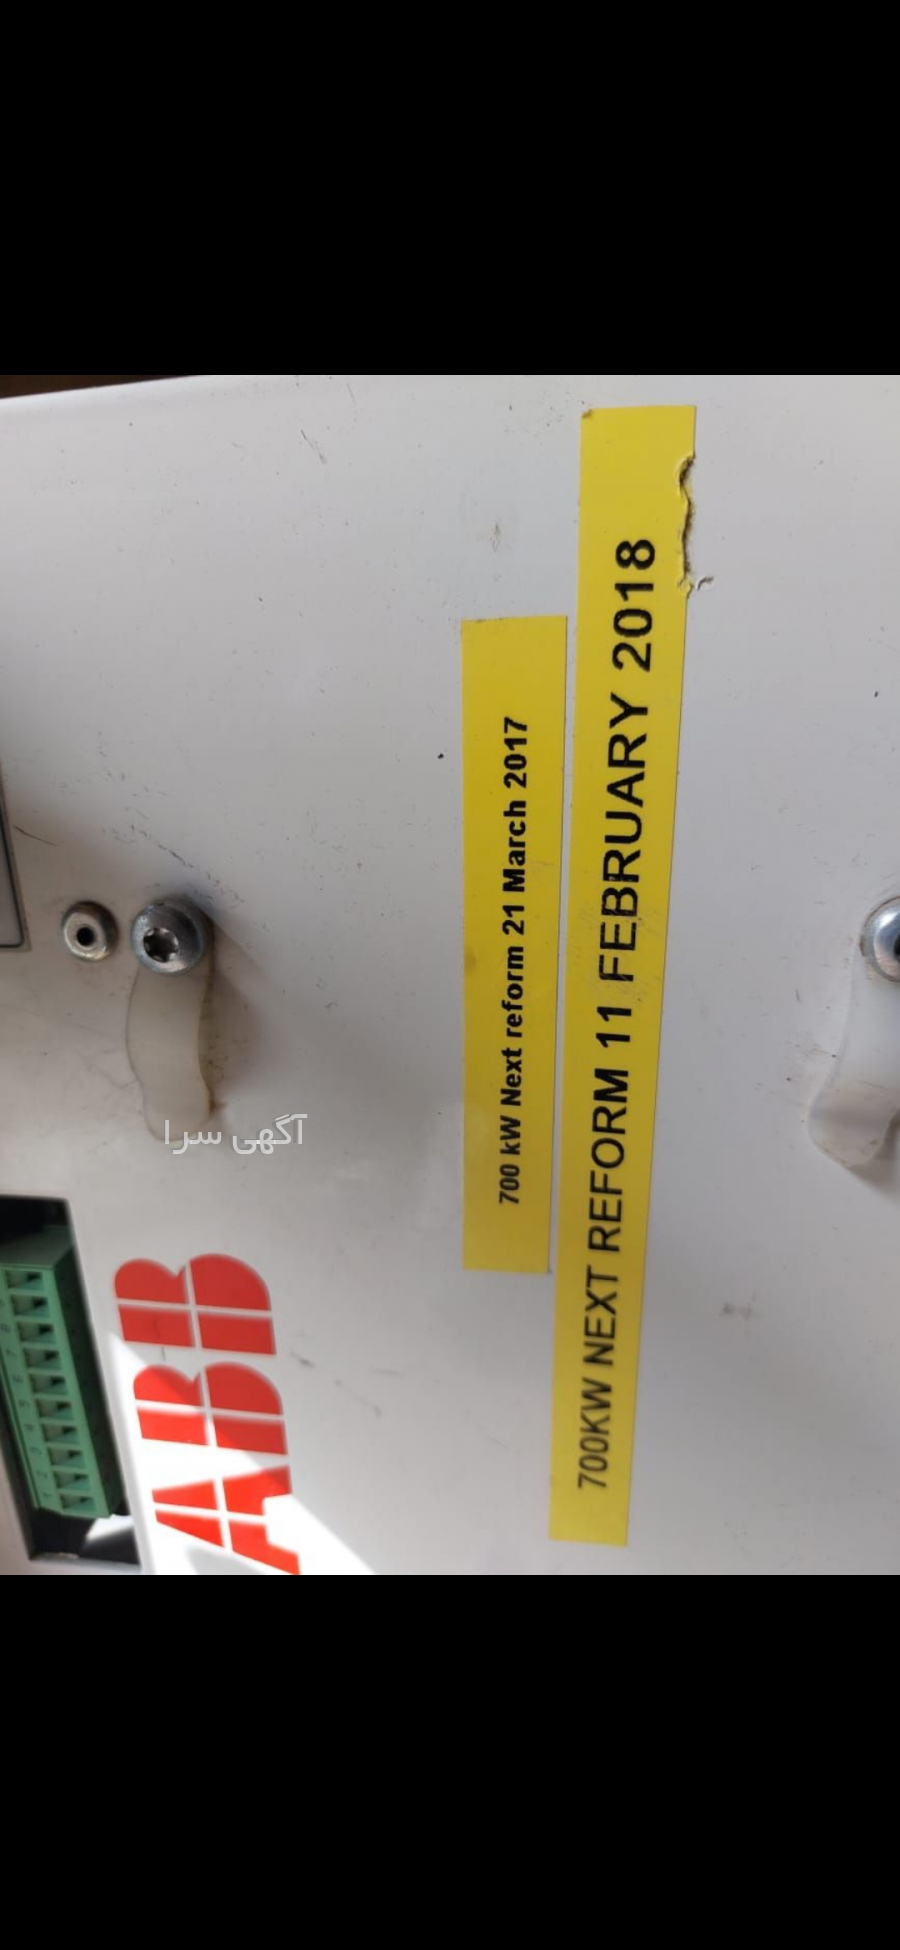 700 kW Next reform 21 March 2017
700KW NEXT REFORM 11 FEBRUARY 2018
ABB
آگهی سرا